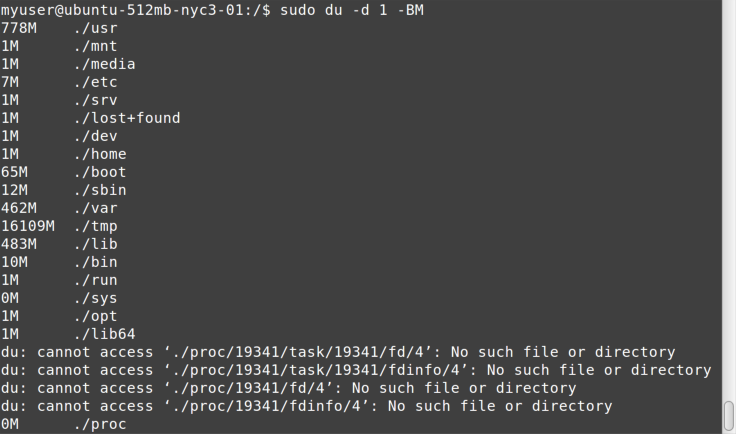 myuser@ubuntu-512mb-nyc3-01:/$ sudo du -d 1 -BM
778M    ./usr
1M      ./mnt
1M      ./media
7M      ./etc
1M      ./srv
1M      ./lost+found
1M      ./dev
1M      ./home
65M     ./boot
12M     ./sbin
462M    ./var
16109M  ./tmp
483M    ./lib
10M     ./bin
1M      ./run
0M      ./sys
1M      ./opt
1M      ./lib64
du: cannot access ‘./proc/19341/task/19341/fd/4’: No such file or directory
du: cannot access ‘./proc/19341/task/19341/fdinfo/4’: No such file or directory
du: cannot access ‘./proc/19341/fd/4’: No such file or directory
du: cannot access ‘./proc/19341/fdinfo/4’: No such file or directory
0M      ./proc